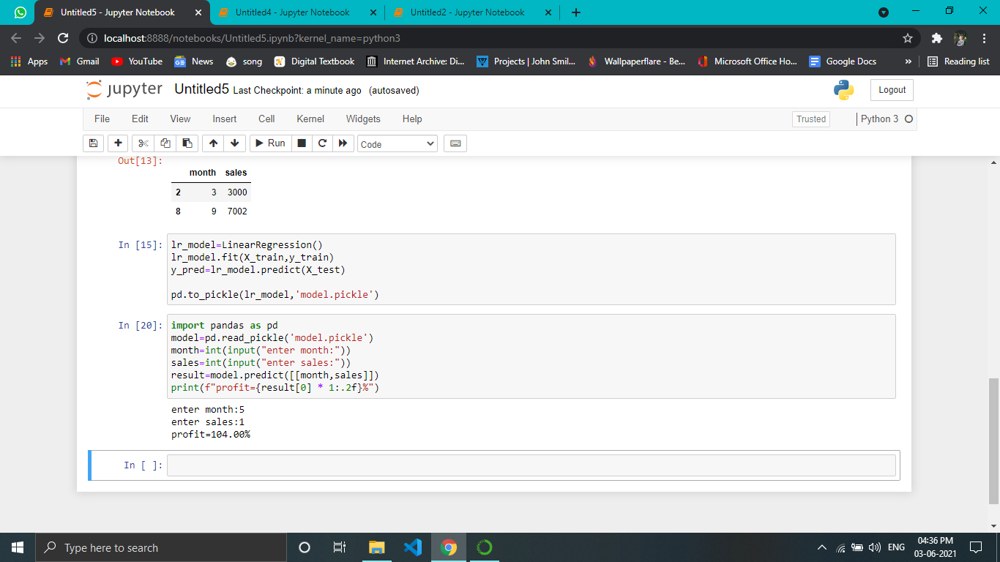 Untitled5 - Jupyter Notebook
Untitled4 - Jupyter Notebook
Untitled2 - Jupyter Notebook
localhost:8888/notebooks/Untitled5.ipynb?kernel_name=python3
Apps Gmail YouTube News song Digital Textbook Internet Archive: Di... Projects | John Smil... Wallpaperflare - Be... Microsoft Office Ho... Google Docs » Reading list
jupyter Untitled5 Last Checkpoint: a minute ago (autosaved) Logout
File Edit View Insert Cell Kernel Widgets Help Trusted Python 3
Run Code
Out[13]:
month sales
2 3 3000
8 9 7002
In [15]: lr_model=LinearRegression()
lr_model.fit(X_train,y_train)
y_pred=lr_model.predict(X_test)
pd.to_pickle(lr_model,'model.pickle')
In [20]: import pandas as pd
model=pd.read_pickle('model.pickle')
month=int(input("enter month:"))
sales=int(input("enter sales:"))
result=model.predict([[month,sales]])
print(f"profit={result[0] * 1:.2f}%")
enter month:5
enter sales:1
profit=104.00%
In [ ]:
Type here to search
ENG
04:36 PM
03-06-2021